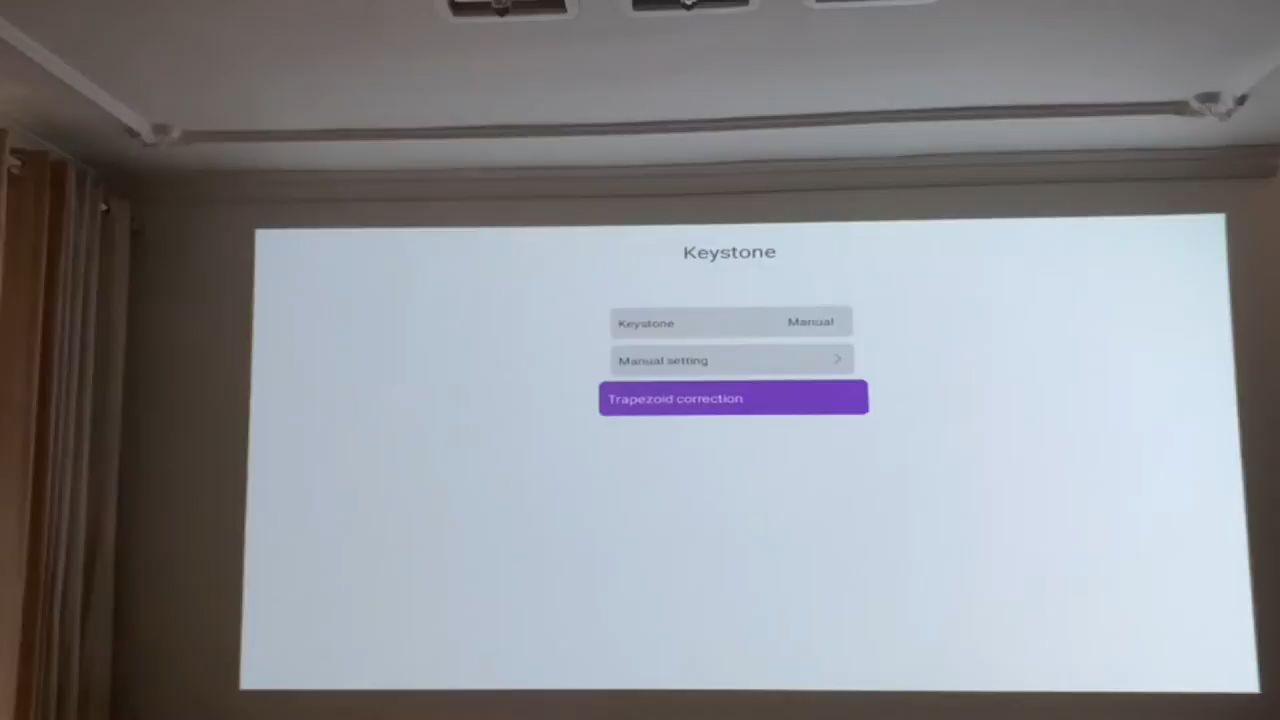 Keystone
Keystone Manual
Manual setting
Trapezoid correction